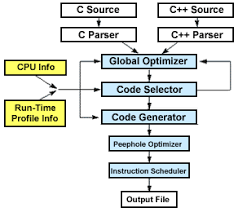 C Source
C++ Source
C Parser
C++ Parser
CPU Info
Global Optimizer
Code Selector
Run-Time
Profile Info
Code Generator
Peephole Optimizer
Instruction Scheduler
Output File